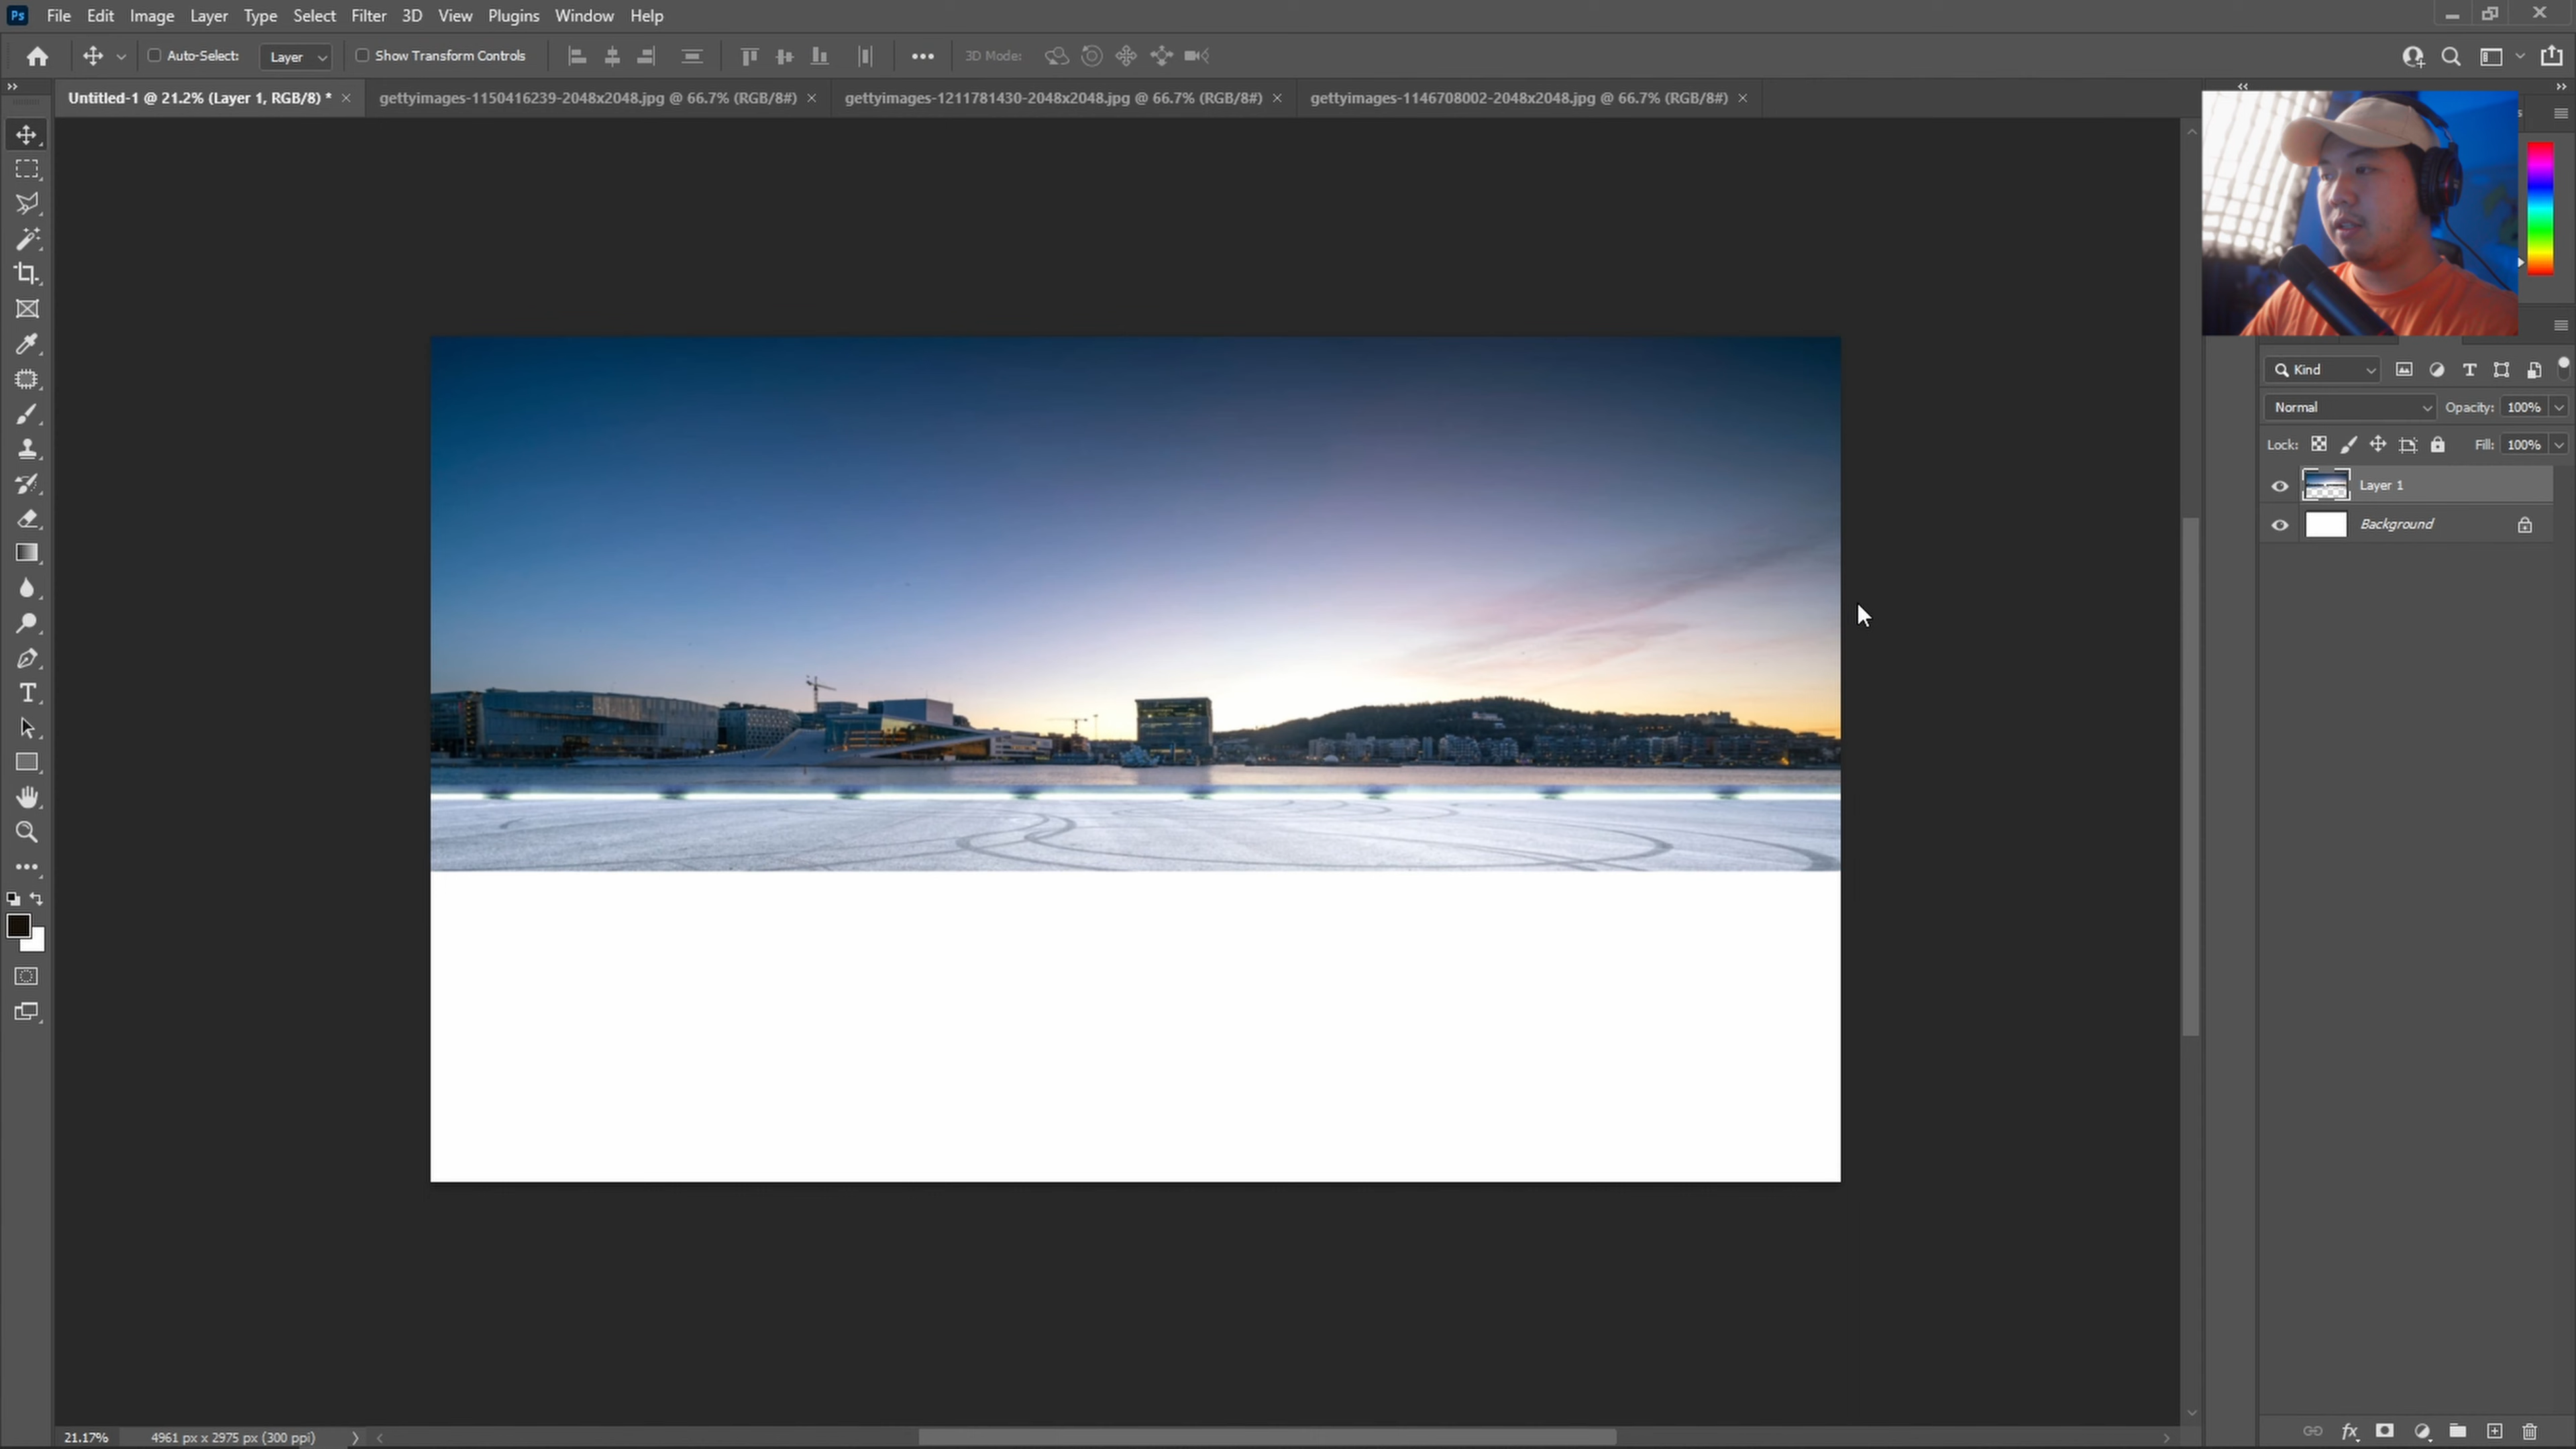 Ps File Edit Image Layer Type Select Filter 3D View Plugins Window Help
Auto-Select: Layer Show Transform Controls 3D Mode:
Untitled-1 @ 21.2% (Layer 1, RGB/8) * gettyimages-1150416239-2048x2048.jpg @ 66.7% (RGB/8#) gettyimages-1211781430-2048x2048.jpg @ 66.7% (RGB/8#) gettyimages-1146708002-2048x2048.jpg @ 66.7% (RGB/8#)
Kind
Normal Opacity: 100%
Lock: Fill: 100%
Layer 1
Background
21.17% 4961 px x 2975 px (300 ppi)